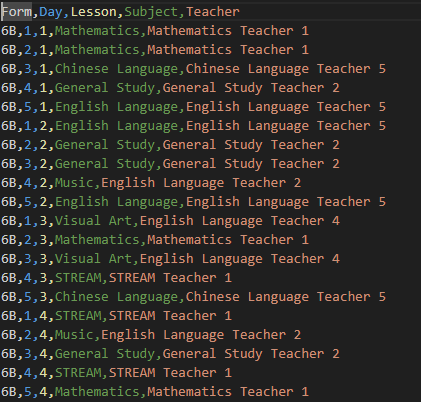 Form,Day,Lesson,Subject,Teacher
6B,1,1,Mathematics,Mathematics Teacher 1
6B,2,1,Mathematics,Mathematics Teacher 1
6B,3,1,Chinese Language,Chinese Language Teacher 5
6B,4,1,General Study,General Study Teacher 2
6B,5,1,English Language,English Language Teacher 5
6B,1,2,English Language,English Language Teacher 5
6B,2,2,General Study,General Study Teacher 2
6B,3,2,General Study,General Study Teacher 2
6B,4,2,Music,English Language Teacher 2
6B,5,2,English Language,English Language Teacher 5
6B,1,3,Visual Art,English Language Teacher 4
6B,2,3,Mathematics,Mathematics Teacher 1
6B,3,3,Visual Art,English Language Teacher 4
6B,4,3,STREAM,STREAM Teacher 1
6B,5,3,Chinese Language,Chinese Language Teacher 5
6B,1,4,STREAM,STREAM Teacher 1
6B,2,4,Music,English Language Teacher 2
6B,3,4,General Study,General Study Teacher 2
6B,4,4,STREAM,STREAM Teacher 1
6B,5,4,Mathematics,Mathematics Teacher 1